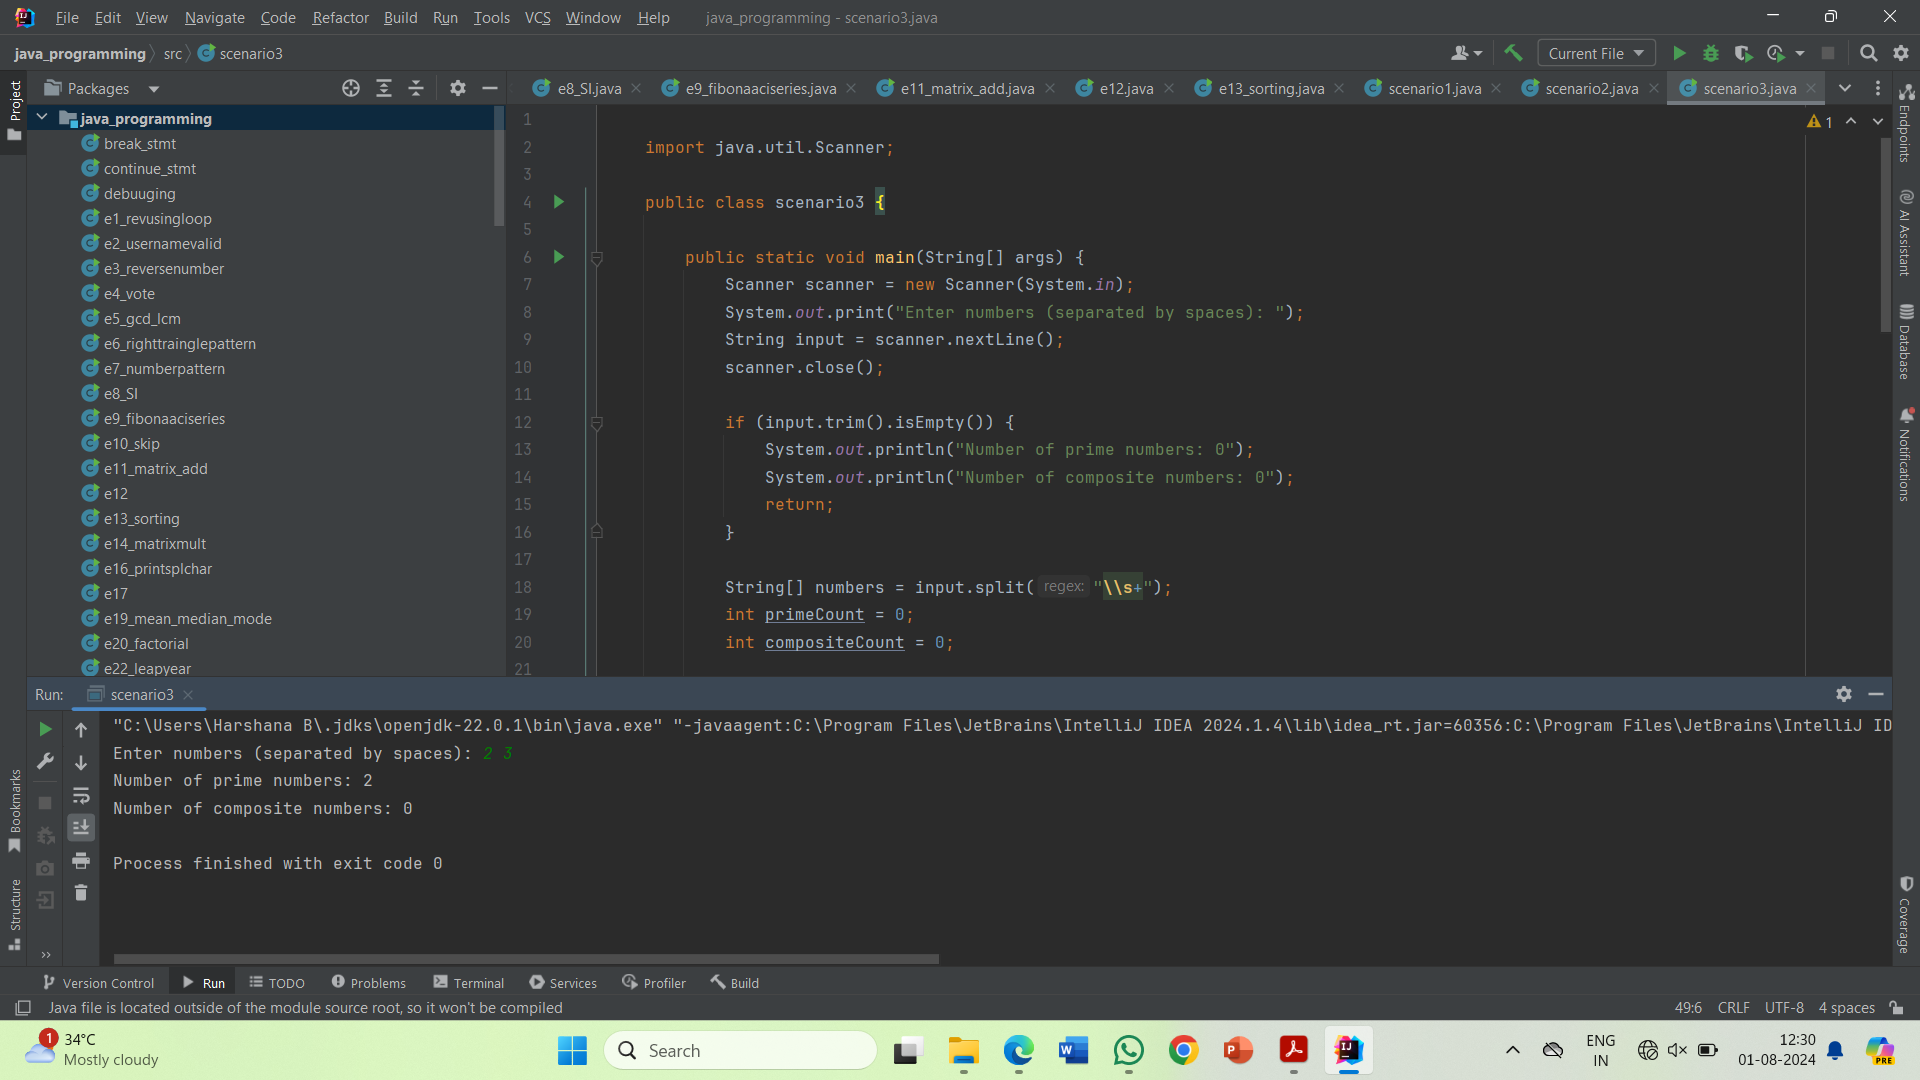 File Edit View Navigate Code Refactor Build Run Tools VCS Window Help java_programming - scenario3.java
java_programming src scenario3
Current File
Project
Packages
e8_SI.java e9_fibonaaciseries.java e11_matrix_add.java e12.java e13_sorting.java scenario1.java scenario2.java scenario3.java
java_programming
break_stmt
continue_stmt
debuuging
e1_revusingloop
e2_usernamevalid
e3_reversenumber
e4_vote
e5_gcd_lcm
e6_righttrainglepattern
e7_numberpattern
e8_SI
e9_fibonaaciseries
e10_skip
e11_matrix_add
e12
e13_sorting
e14_matrixmult
e16_printsplchar
e17
e19_mean_median_mode
e20_factorial
e22_leapyear
1
2 import java.util.Scanner;
3
4 public class scenario3 {
5
6 public static void main(String[] args) {
7 Scanner scanner = new Scanner(System.in);
8 System.out.print("Enter numbers (separated by spaces): ");
9 String input = scanner.nextLine();
10 scanner.close();
11
12 if (input.trim().isEmpty()) {
13 System.out.println("Number of prime numbers: 0");
14 System.out.println("Number of composite numbers: 0");
15 return;
16 }
17
18 String[] numbers = input.split( regex: "\\s+");
19 int primeCount = 0;
20 int compositeCount = 0;
21
1
Endpoints
AI Assistant
Database
Notifications
Coverage
Bookmarks
Structure
Run: scenario3
"C:\Users\Harshana B\.jdks\openjdk-22.0.1\bin\java.exe" "-javaagent:C:\Program Files\JetBrains\IntelliJ IDEA 2024.1.4\lib\idea_rt.jar=60356:C:\Program Files\JetBrains\IntelliJ ID
Enter numbers (separated by spaces): 2 3
Number of prime numbers: 2
Number of composite numbers: 0
Process finished with exit code 0
Version Control Run TODO Problems Terminal Services Profiler Build
Java file is located outside of the module source root, so it won't be compiled
49:6 CRLF UTF-8 4 spaces
1 34°C
Mostly cloudy
Search
ENG
IN
12:30
01-08-2024
PRE